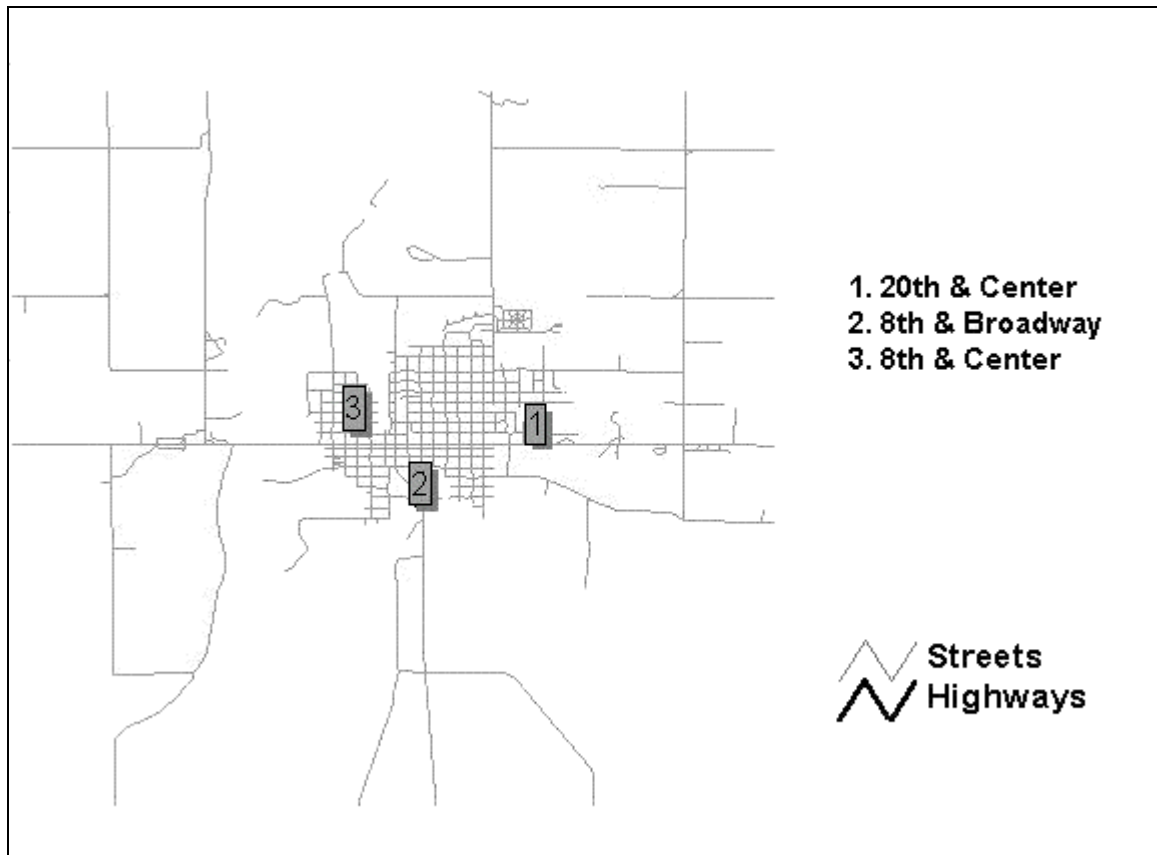 3
1
2
1. 20th & Center
2. 8th & Broadway
3. 8th & Center
Streets
Highways